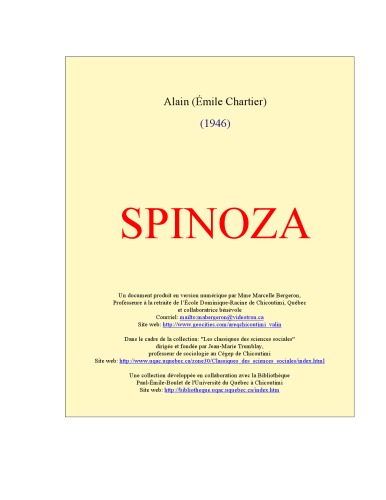 Alain (Émile Chartier)
(1946)
SPINOZA
Un document produit en version numérique par Mme Marcelle Bergeron,
Professeure à la retraite de l'École Dominique-Racine de Chicoutimi, Québec
et collaboratrice bénévole
Courriel: mailto:mabergeron@videotron.ca
Site web: http://www.geocities.com/areqchicoutimi_valin
Dans le cadre de la collection: "Les classiques des sciences sociales"
dirigée et fondée par Jean-Marie Tremblay,
professeur de sociologie au Cégep de Chicoutimi
Site web: http://www.uqac.uquebec.ca/zone30/Classiques_des_sciences_sociales/index.html
Une collection développée en collaboration avec la Bibliothèque
Paul-Émile-Boulet de l'Université du Québec à Chicoutimi
Site web: http://bibliotheque.uqac.uquebec.ca/index.htm